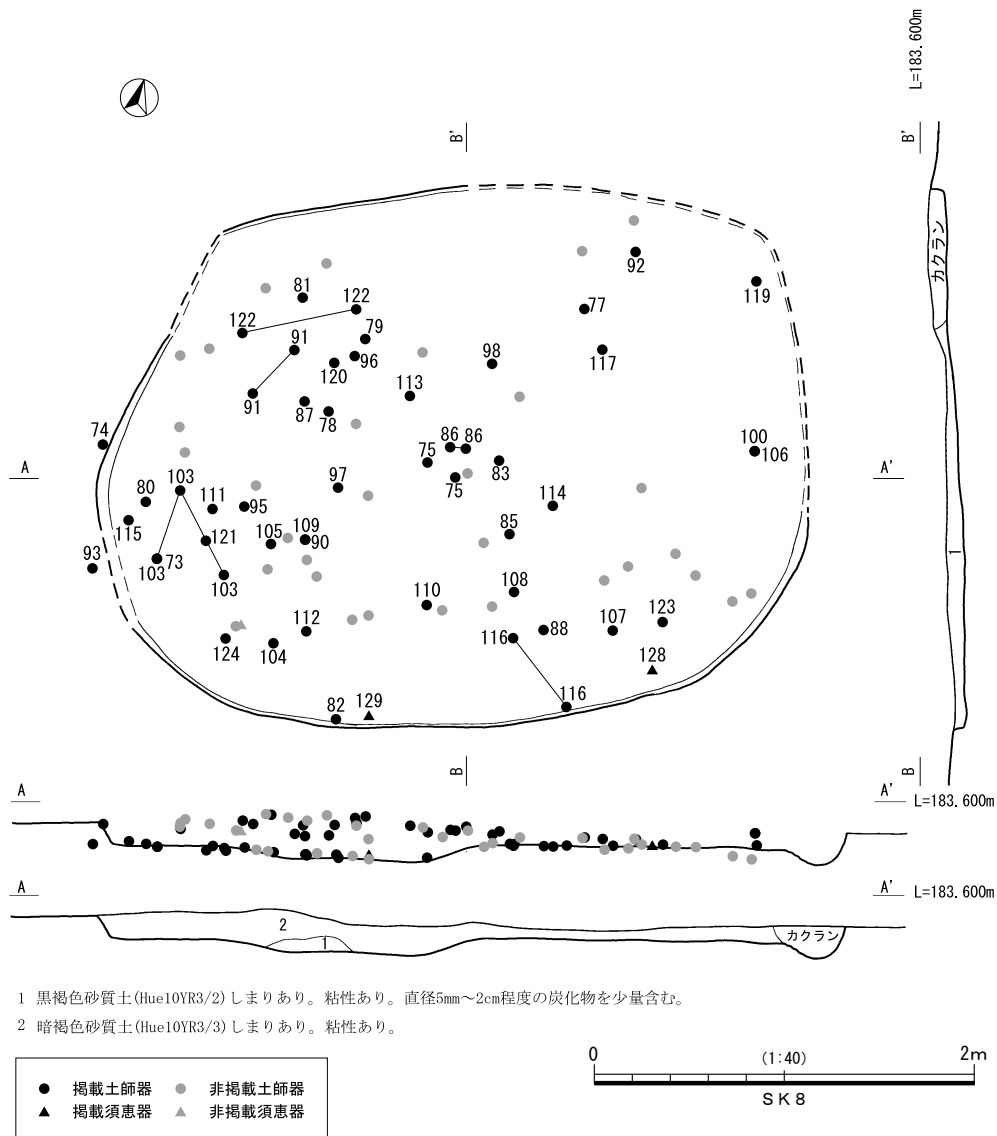 L=183.600m
B'
B'
92
119
81
122
77
122
79
91
96
98
117
120
113
91
87
78
74
86
86
100
75
106
83
A
A'
103
97
75
80
111
95
114
115
109
85
121
105
90
93
103
73
103
カクラン
1
108
110
112
88
107
123
116
124
104
128
82
129
116
B
B
A
A'
L=183.600m
A
A'
L=183.600m
2
1
カクラン
1 黒褐色砂質土(Hue10YR3/2)しまりあり。粘性あり。直径5mm～2cm程度の炭化物を少量含む。
2 暗褐色砂質土(Hue10YR3/3)しまりあり。粘性あり。
掲載土師器 非掲載土師器
掲載須恵器 非掲載須恵器
0 (1:40) 2m
SK8